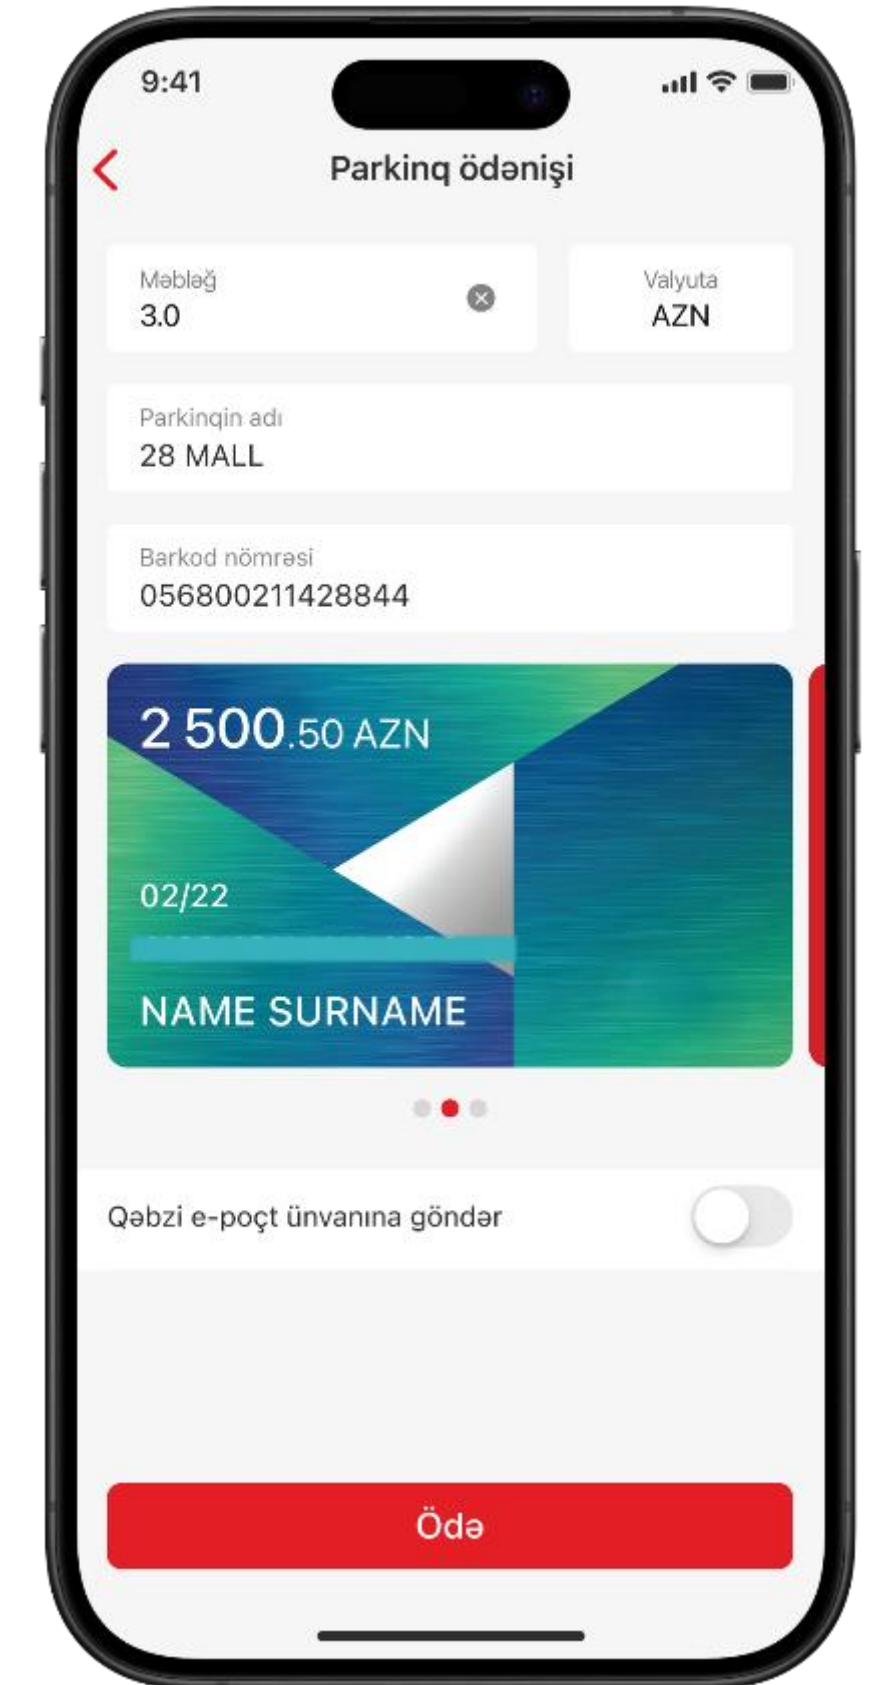 9:41
Parkinq ödənişi
Məbləğ
3.0
Valyuta
AZN
Parkinqin adı
28 MALL
Barkod nömrəsi
056800211428844
2 500.50 AZN
02/22
NAME SURNAME
Qəbzi e-poçt ünvanına göndər
Ödə